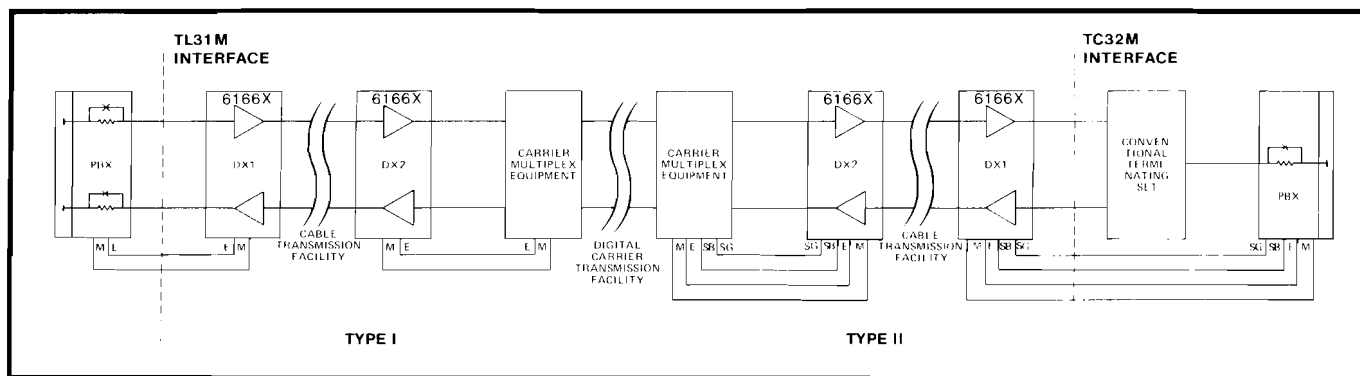 TL31M
INTERFACE
TC32M
INTERFACE
6166X
6166X
6166X
6166X
PBX
DX1
DX2
CARRIER
MULTIPLEX
EQUIPMENT
CARRIER
MULTIPLEX
EQUIPMENT
DX2
DX1
CONVEN
TIONAL
TERMI
NATING
SET
PBX
M E
E M
CABLE
TRANSMISSION
FACILITY
M E
E M
DIGITAL
CARRIER
TRANSMISSION
FACILITY
M E SB SG
SG SB E M
CABLE
TRANSMISSION
FACILITY
M E SB SG
SG SB E M
TYPE I
TYPE II